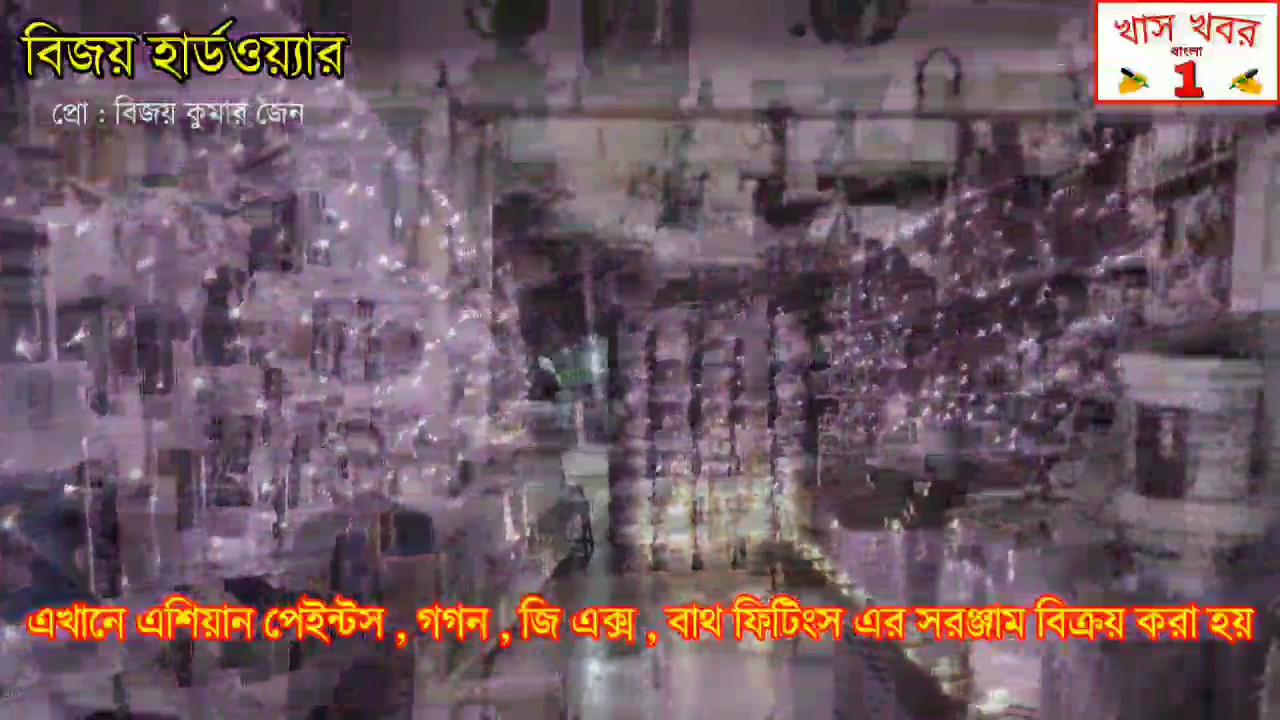 বিজয় হার্ডওয়্যার
প্রো : বিজয় কুমার জৈন
খাস খবর
বাংলা
1
এখানে এশিয়ান পেইন্টস , গগন , জি এক্স , বাথ ফিটিংস এর সরঞ্জাম বিক্রয় করা হয়